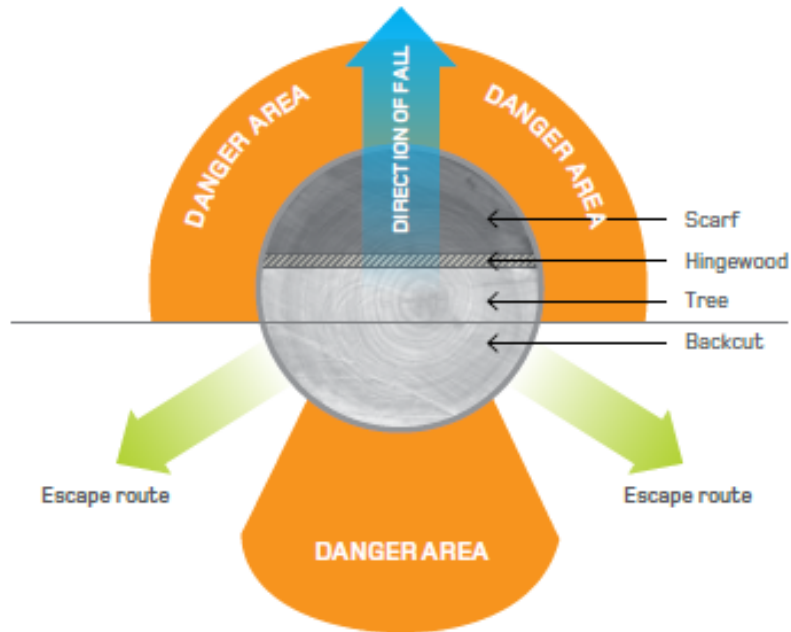 DIRECTION OF FALL
DANGER AREA
DANGER AREA
Scarf
Hingewood
Tree
Backcut
Escape route
Escape route
DANGER AREA